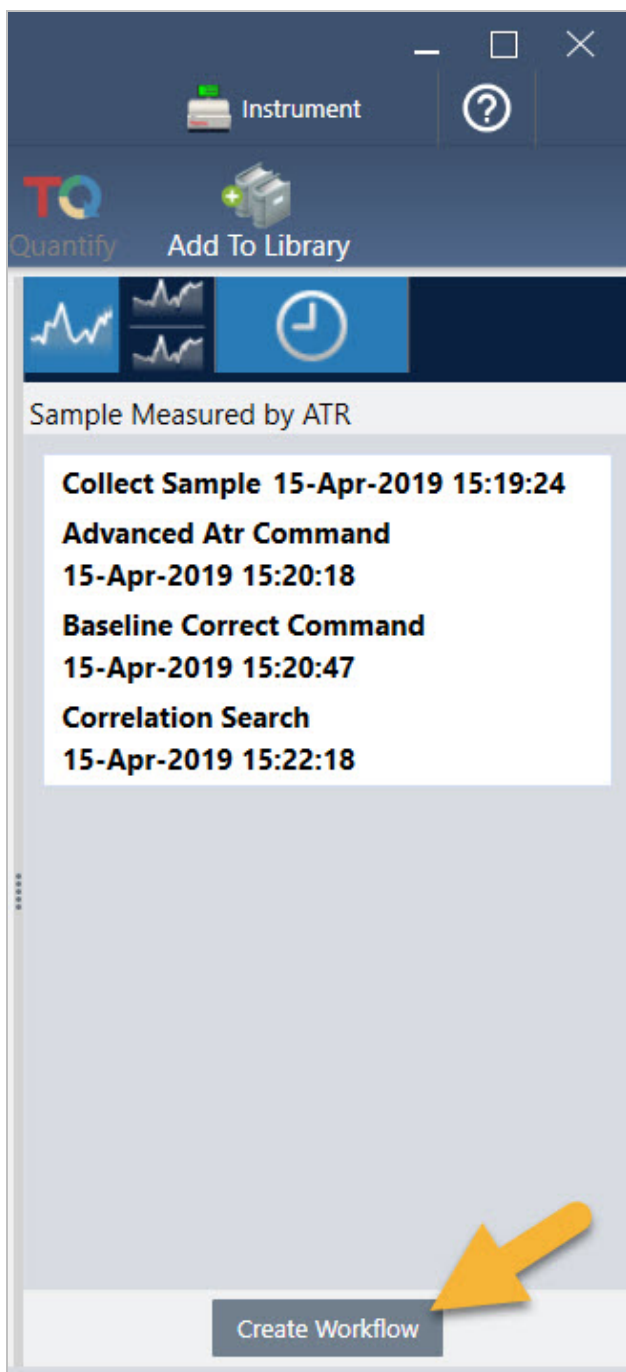 Instrument
TQ
Quantify
Add To Library
Sample Measured by ATR
Collect Sample 15-Apr-2019 15:19:24
Advanced Atr Command
15-Apr-2019 15:20:18
Baseline Correct Command
15-Apr-2019 15:20:47
Correlation Search
15-Apr-2019 15:22:18
Create Workflow